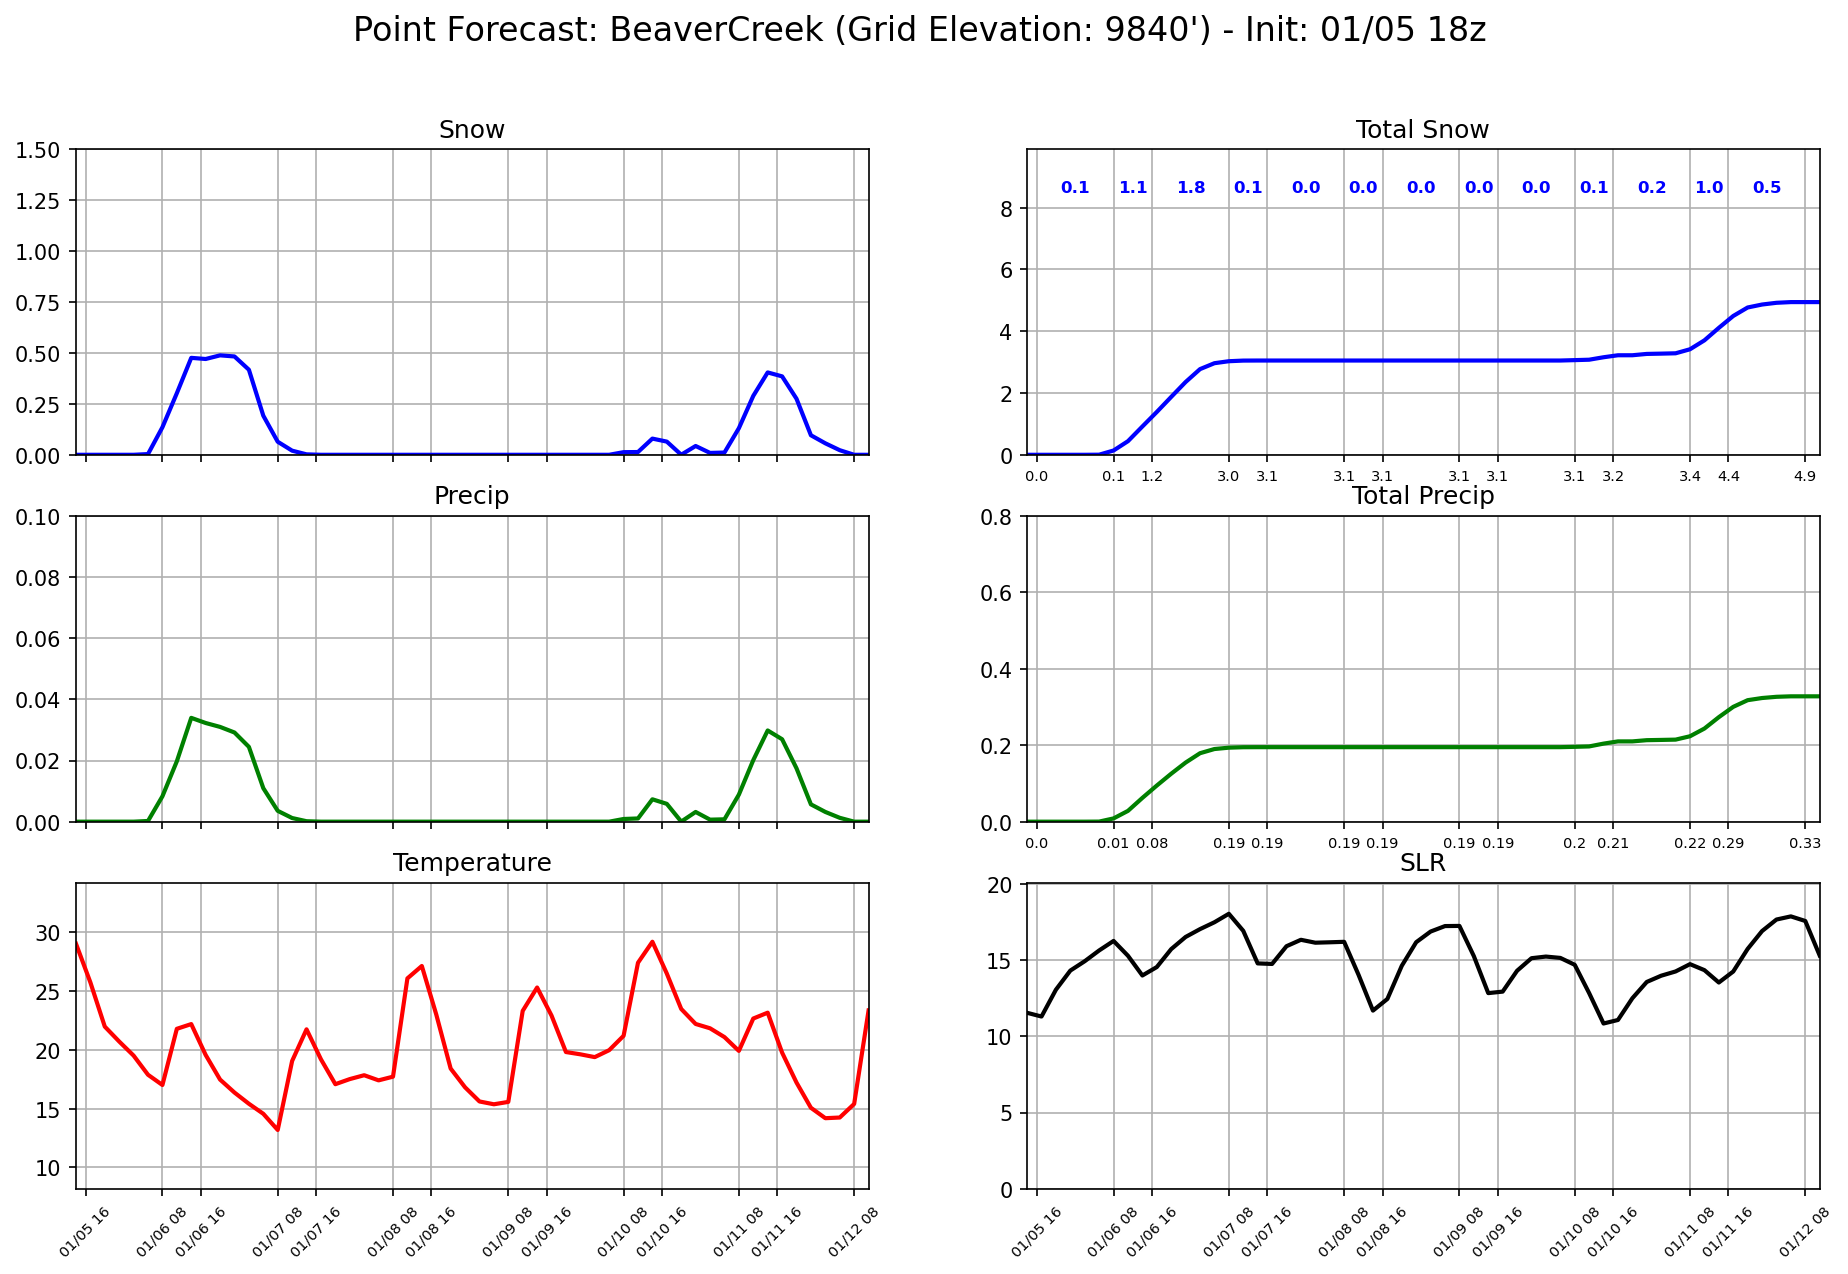 Point Forecast: BeaverCreek (Grid Elevation: 9840') - Init: 01/05 18z
Snow
1.50
1.25
1.00
0.75
0.50
0.25
0.00
Total Snow
0.1 1.1 1.8 0.1 0.0 0.0 0.0 0.0 0.0 0.1 0.2 1.0 0.5
8
6
4
2
0
0.0 0.1 1.2 3.0 3.1 3.1 3.1 3.1 3.1 3.1 3.2 3.4 4.4 4.9
Precip
0.10
0.08
0.06
0.04
0.02
0.00
Total Precip
0.8
0.6
0.4
0.2
0.0
0.0 0.01 0.08 0.19 0.19 0.19 0.19 0.19 0.19 0.2 0.21 0.22 0.29 0.33
Temperature
30
25
20
15
10
01/05 16 01/06 08 01/06 16 01/07 08 01/07 16 01/08 08 01/08 16 01/09 08 01/09 16 01/10 08 01/10 16 01/11 08 01/11 16 01/12 08
SLR
20
15
10
5
0
01/05 16 01/06 08 01/06 16 01/07 08 01/07 16 01/08 08 01/08 16 01/09 08 01/09 16 01/10 08 01/10 16 01/11 08 01/11 16 01/12 08